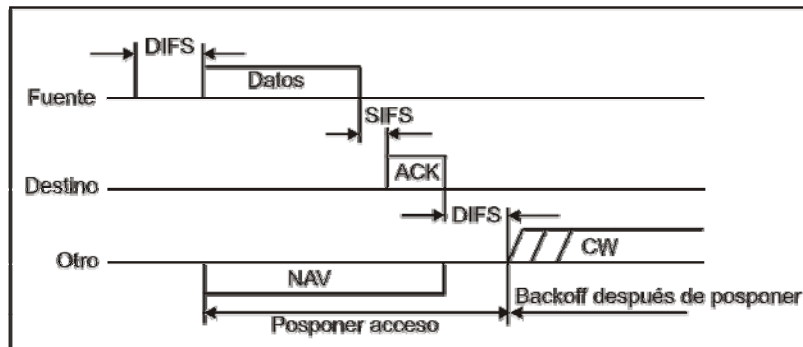 DIFS
Fuente
Datos
SIFS
Destino
ACK
DIFS
Otro
CW
NAV
Backoff después de posponer
Posponer acceso